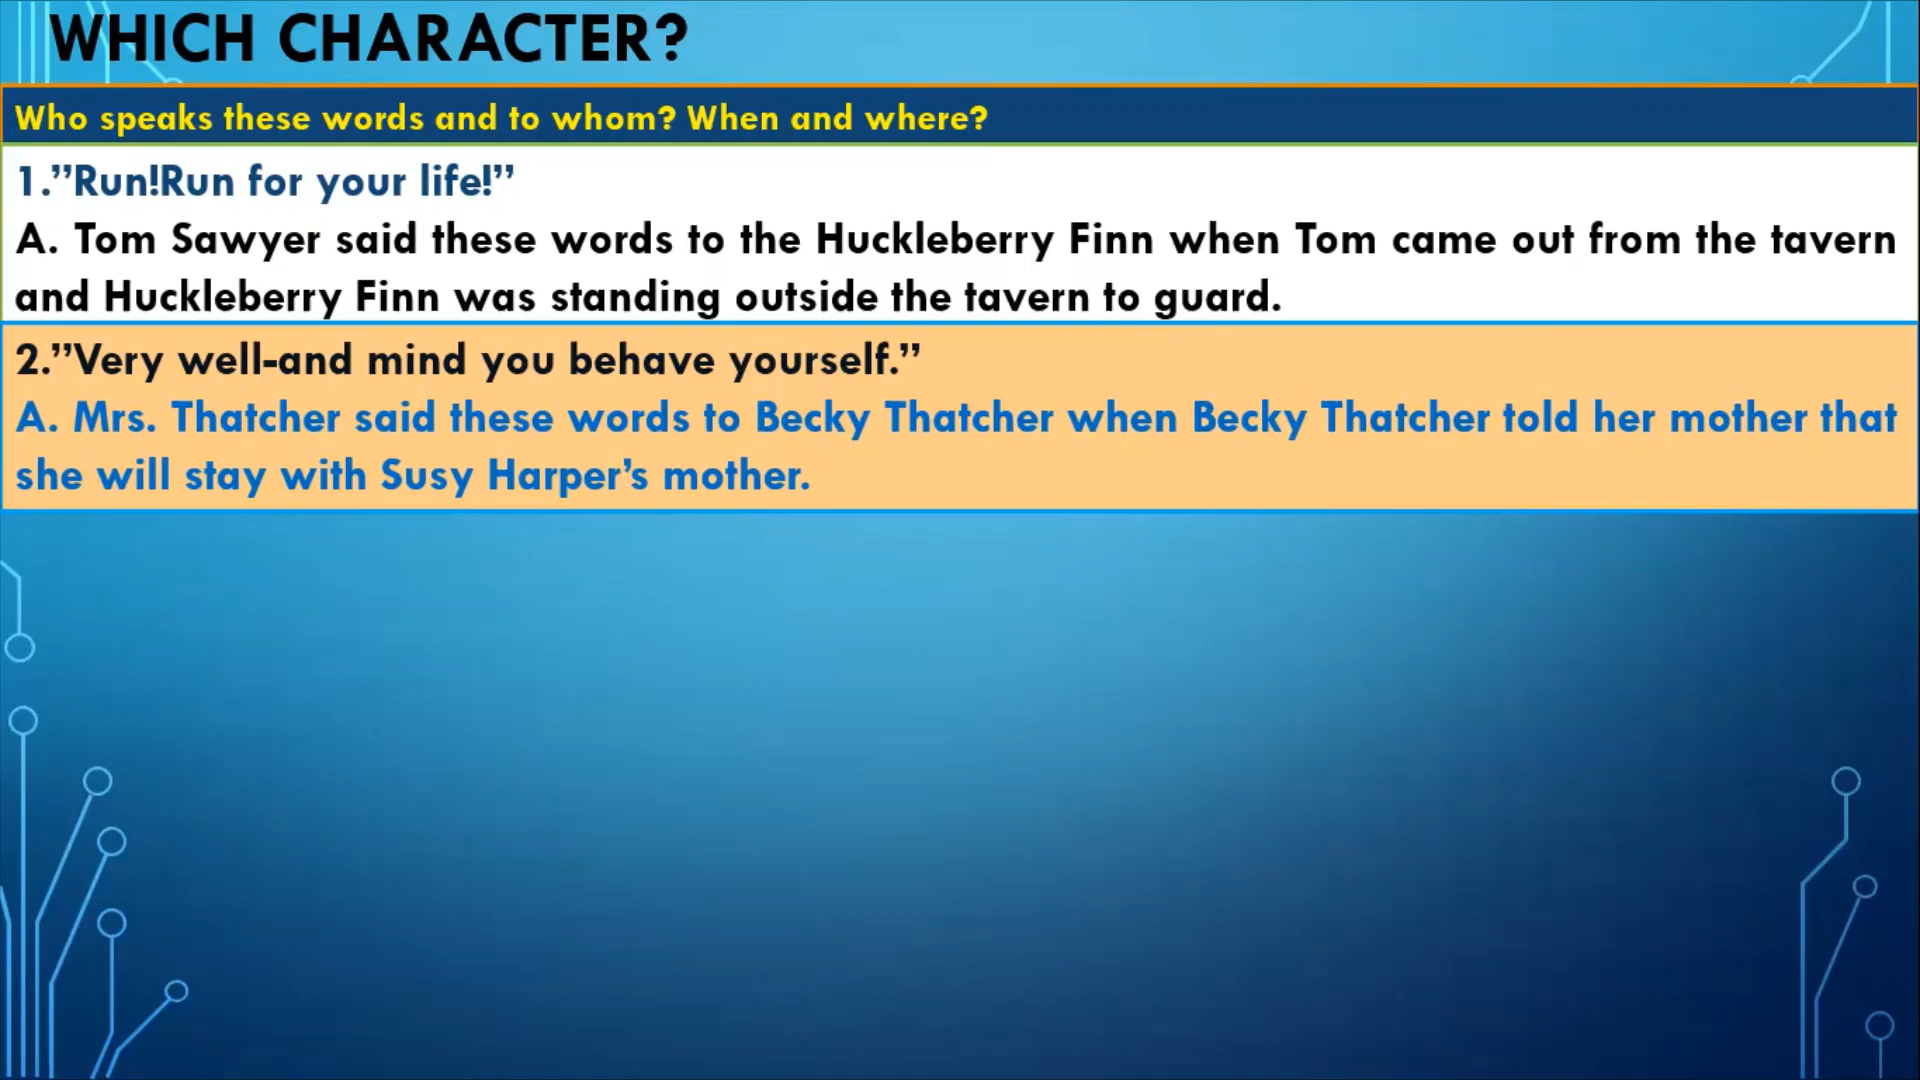 WHICH CHARACTER?
Who speaks these words and to whom? When and where?
1.”Run!Run for your life!”
A. Tom Sawyer said these words to the Huckleberry Finn when Tom came out from the tavern
and Huckleberry Finn was standing outside the tavern to guard.
2.”Very well-and mind you behave yourself.”
A. Mrs. Thatcher said these words to Becky Thatcher when Becky Thatcher told her mother that
she will stay with Susy Harper’s mother.